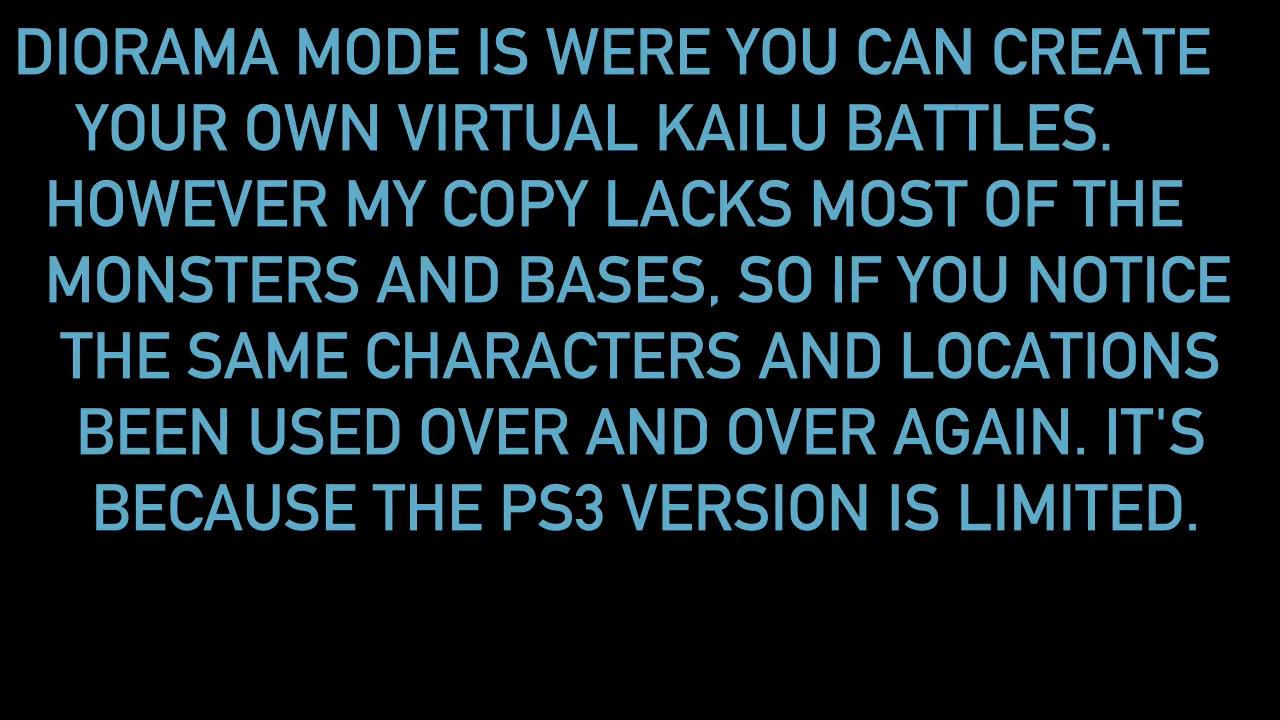 DIORAMA MODE IS WERE YOU CAN CREATE
YOUR OWN VIRTUAL KAILU BATTLES.
HOWEVER MY COPY LACKS MOST OF THE
MONSTERS AND BASES, SO IF YOU NOTICE
THE SAME CHARACTERS AND LOCATIONS
BEEN USED OVER AND OVER AGAIN. IT'S
BECAUSE THE PS3 VERSION IS LIMITED.